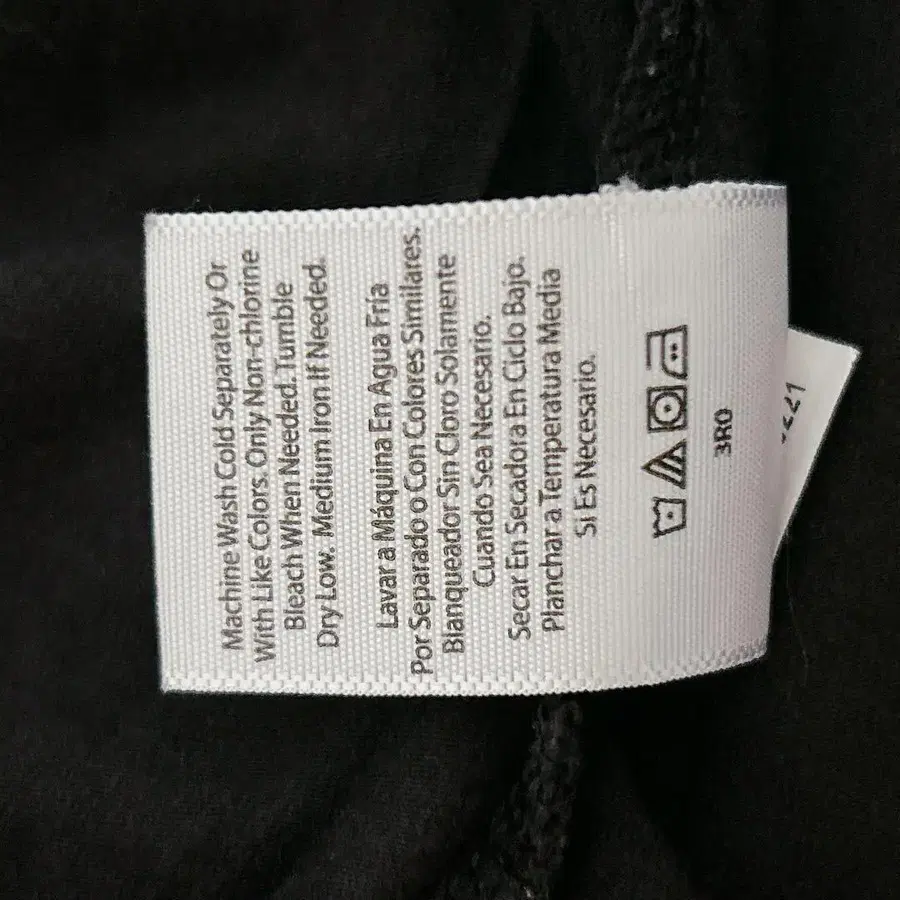 Machine Wash Cold Separately Or
With Like Colors.Only Non-chlorine
Bleach When Needed.Tumble
Dry Low. Medium Iron If Needed.
Lavar a Máquina En Agua Fría
Por Separado o Con Colores Similares.
Blanqueador Sin Cloro Solamente
Cuando Sea Necesario.
Secar En Secadora En Ciclo Bajo.
Planchar a Temperatura Media
Si Es Necesario.
3R0